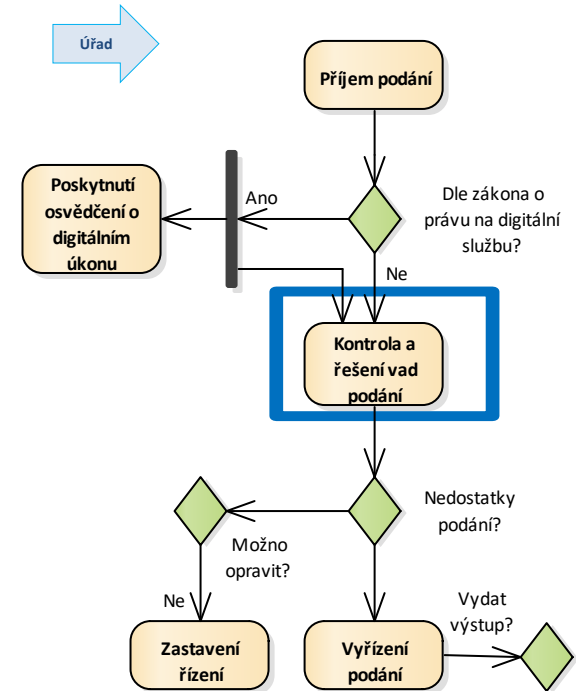 Úřad
Příjem podání
Poskytnutí
osvědčení o
digitálním
úkonu
Ano
Dle zákona o
právu na digitální
službu?
Ne
Kontrola a
řešení vad
podání
Nedostatky
podání?
Možno
opravit?
Ne
Vydat
výstup?
Zastavení
řízení
Vyřízení
podání